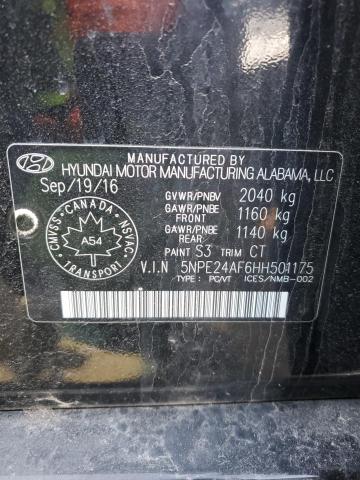 MANUFACTURED BY
HYUNDAI MOTOR MANUFACTURING ALABAMA, LLC
Sep/19/16
GVWR/PNBV 2040 kg
GAWR/PNBE FRONT 1160 kg
GAWR/PNBE REAR 1140 kg
PAINT S3 TRIM CT
V.I.N 5NPE24AF6HH501175
TYPE: PC/VT ICES/NMB-002
CANADA
CMVSS
NSVAC
A54
TRANSPORT